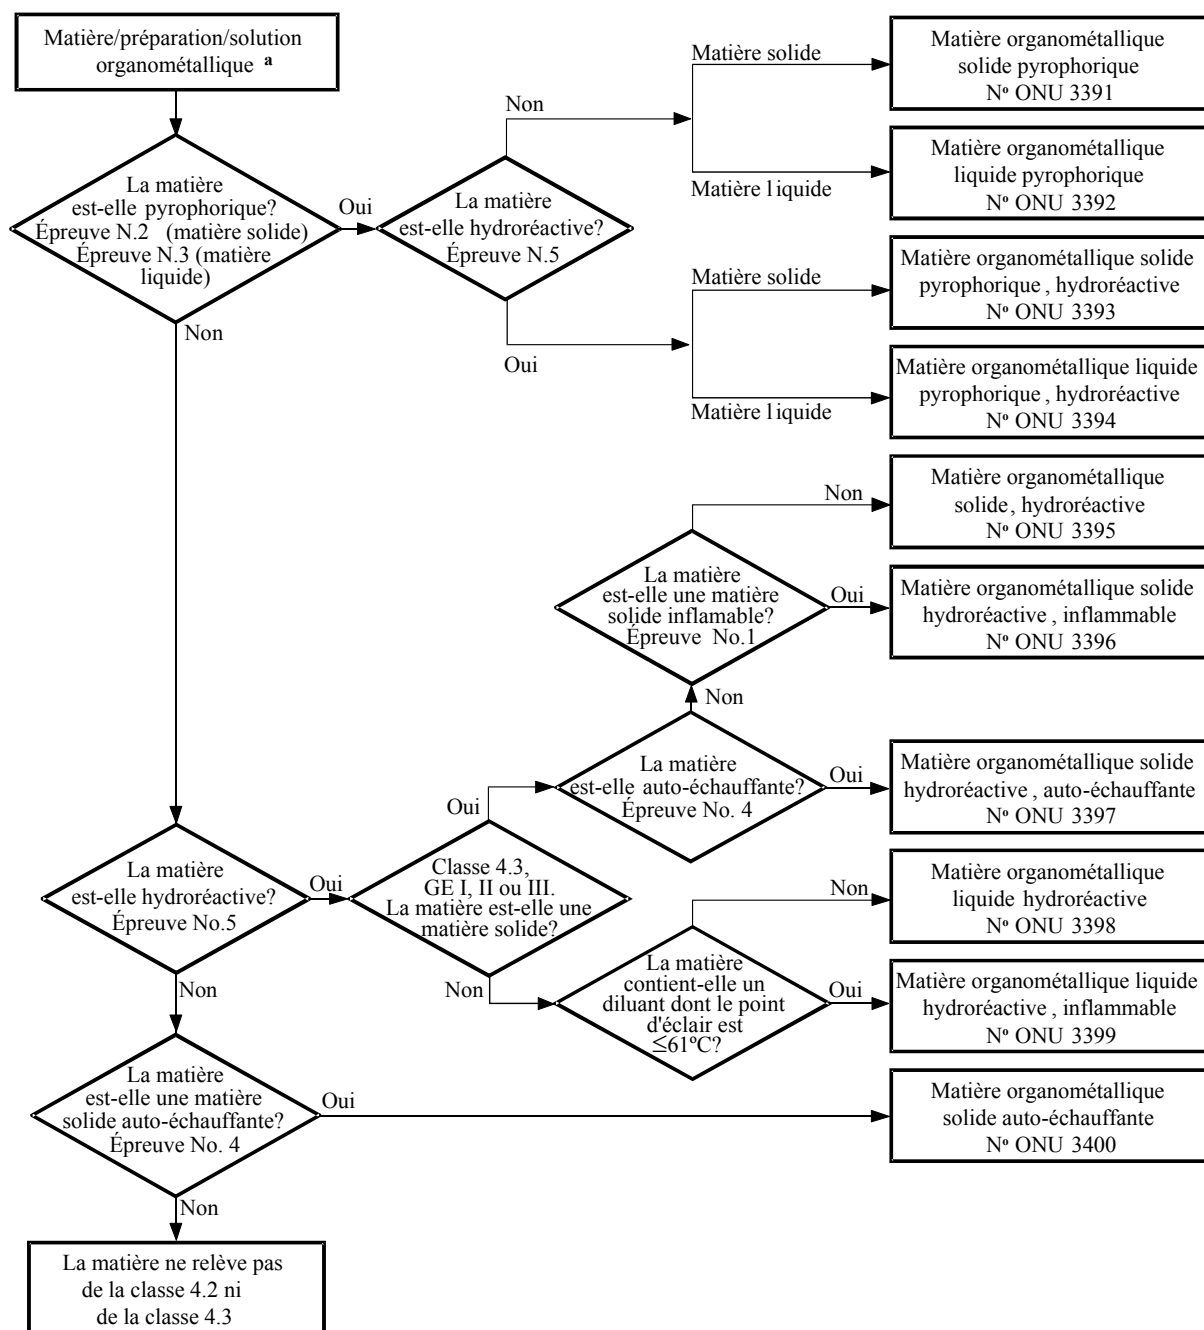 Matière/préparation/solution
organométallique a
La matière
est-elle pyrophorique?
Épreuve N.2 (matière solide)
Épreuve N.3 (matière
liquide)
Oui
Non
La matière
est-elle hydroréactive?
Épreuve N.5
Non
Oui
Matière solide
Matière liquide
Matière solide
Matière liquide
Matière organométallique
solide pyrophorique
Nº ONU 3391
Matière organométallique
liquide pyrophorique
Nº ONU 3392
Matière organométallique solide
pyrophorique , hydroréactive
Nº ONU 3393
Matière organométallique liquide
pyrophorique , hydroréactive
Nº ONU 3394
Non
Matière organométallique
solide, hydroréactive
Nº ONU 3395
La matière
est-elle une matière
solide inflamable?
Épreuve No.1
Oui
Matière organométallique solide
hydroréactive , inflammable
Nº ONU 3396
Non
La matière
est-elle auto-échauffante?
Épreuve No. 4
Oui
Matière organométallique solide
hydroréactive , auto-échauffante
Nº ONU 3397
La matière
est-elle hydroréactive?
Épreuve No.5
Oui
Non
Oui
Classe 4.3,
GE I, II ou III.
La matière est-elle une
matière solide?
Non
Non
Matière organométallique
liquide hydroréactive
Nº ONU 3398
La matière
contient-elle un
diluant dont le point
d'éclair est
≤61ºC?
Oui
Matière organométallique liquide
hydroréactive , inflammable
Nº ONU 3399
La matière
est-elle une matière
solide auto-échauffante?
Épreuve No. 4
Oui
Matière organométallique
solide auto-échauffante
Nº ONU 3400
Non
La matière ne relève pas
de la classe 4.2 ni
de la classe 4.3